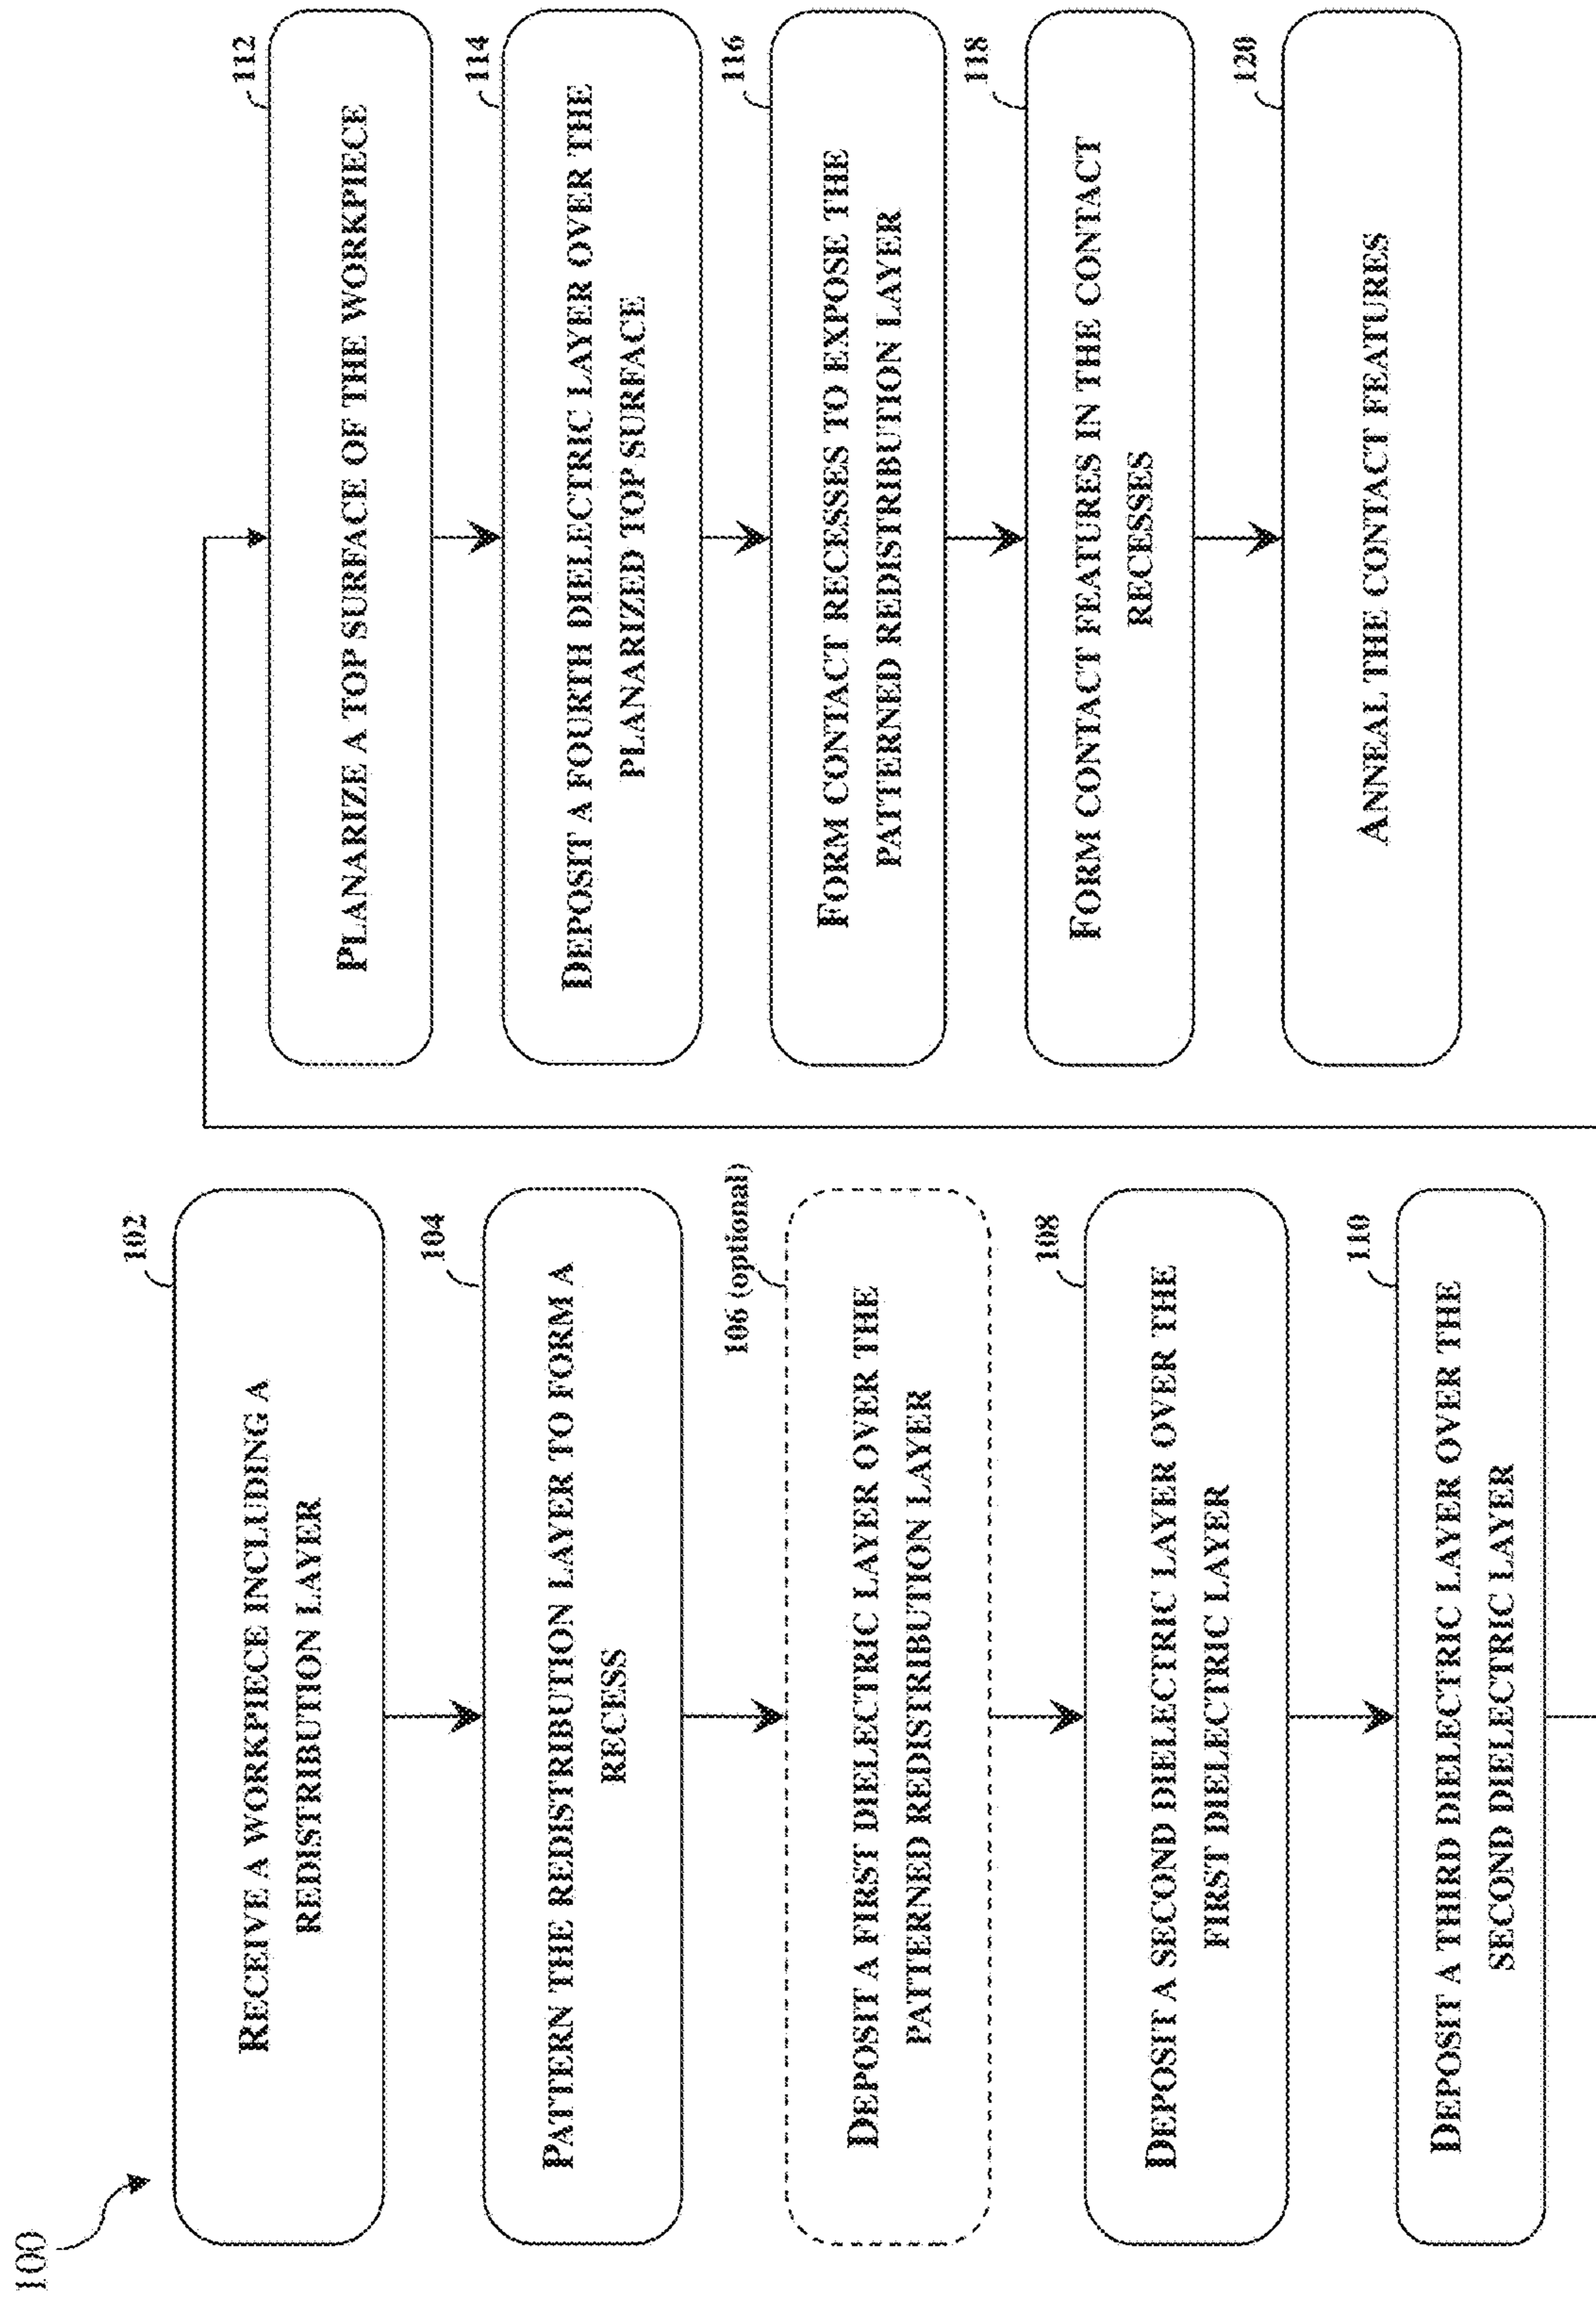 100
102
RECEIVE A WORKPIECE INCLUDING A
REDISTRIBUTION LAYER
104
PATTERN THE REDISTRIBUTION LAYER TO FORM A
RECESS
106 (optional)
DEPOSIT A FIRST DIELECTRIC LAYER OVER THE
PATTERNED REDISTRIBUTION LAYER
108
DEPOSIT A SECOND DIELECTRIC LAYER OVER THE
FIRST DIELECTRIC LAYER
110
DEPOSIT A THIRD DIELECTRIC LAYER OVER THE
SECOND DIELECTRIC LAYER
112
PLANARIZE A TOP SURFACE OF THE WORKPIECE
114
DEPOSIT A FOURTH DIELECTRIC LAYER OVER THE
PLANARIZED TOP SURFACE
116
FORM CONTACT RECESSES TO EXPOSE THE
PATTERNED REDISTRIBUTION LAYER
118
FORM CONTACT FEATURES IN THE CONTACT
RECESSES
120
ANNEAL THE CONTACT FEATURES